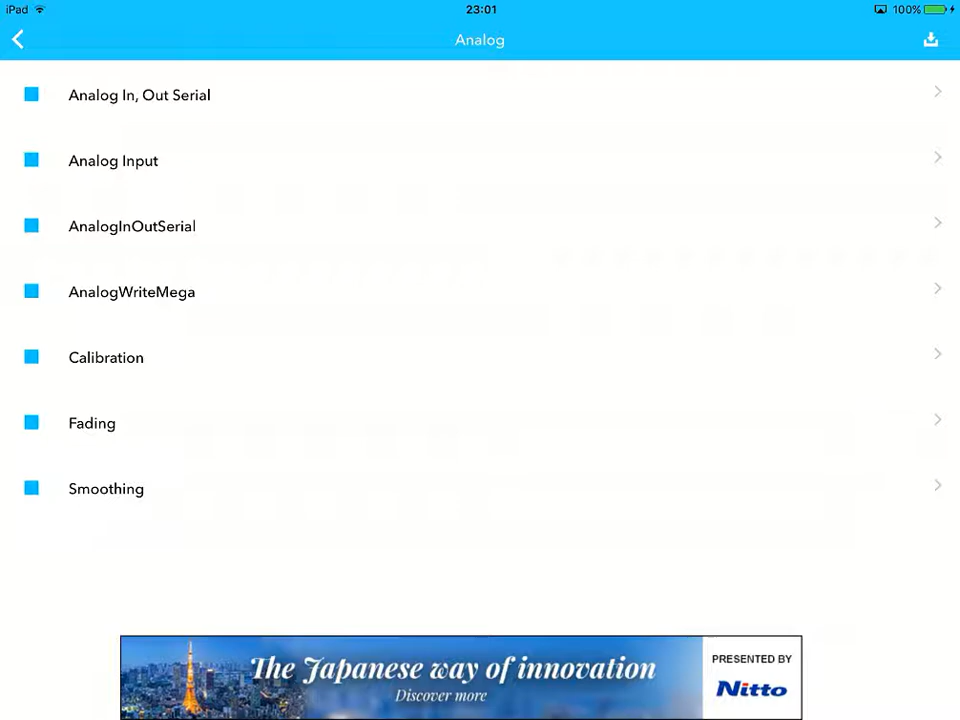 iPad 23:01 100%
Analog
Analog In, Out Serial
Analog Input
AnalogInOutSerial
AnalogWriteMega
Calibration
Fading
Smoothing
The Japanese way of innovation
Discover more
PRESENTED BY
Nitto